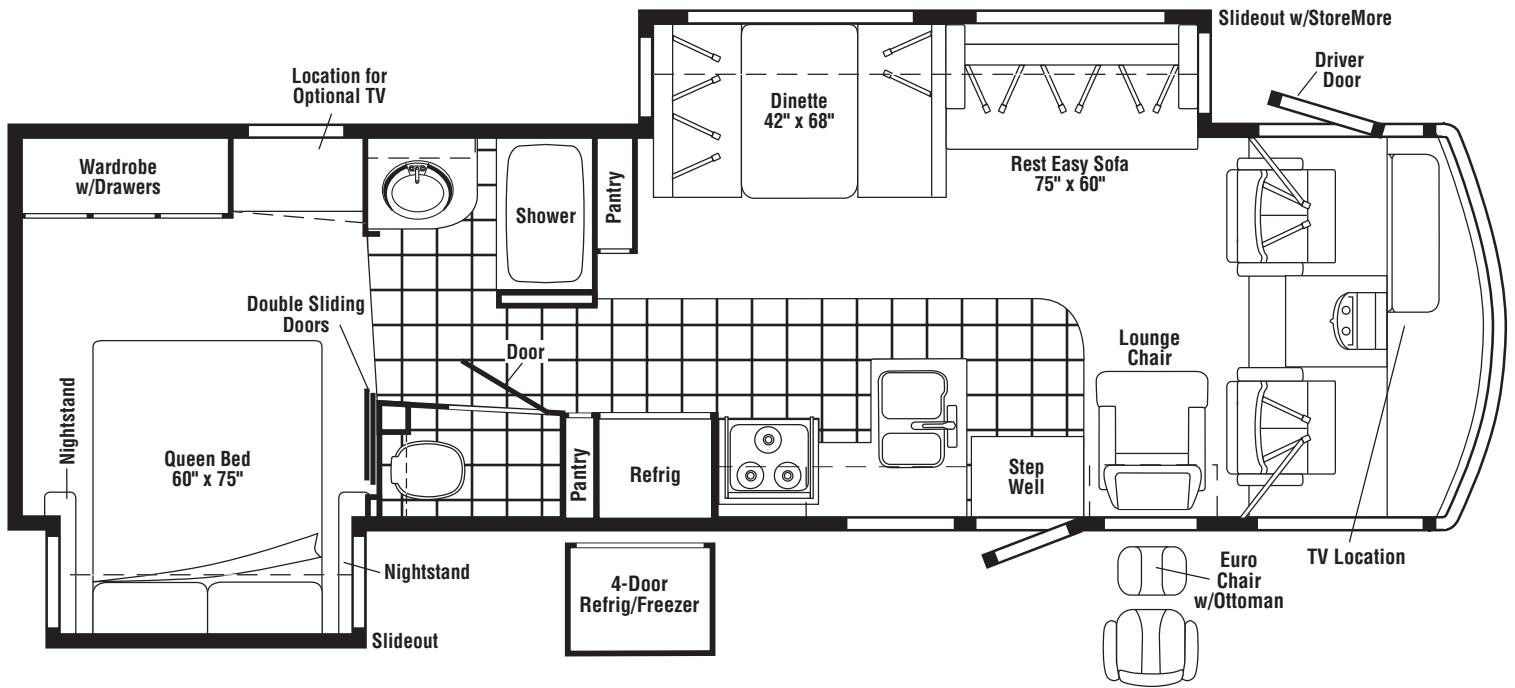 Slideout w/StoreMore
Driver
Door
Location for
Optional TV
Dinette
42" x 68"
Wardrobe
w/Drawers
Rest Easy Sofa
75" x 60"
Pantry
Shower
Double Sliding
Doors
Door
Lounge
Chair
Nightstand
Queen Bed
60" x 75"
Pantry
Refrig
Step
Well
TV Location
Nightstand
4-Door
Refrig/Freezer
Euro
Chair
w/Ottoman
Slideout